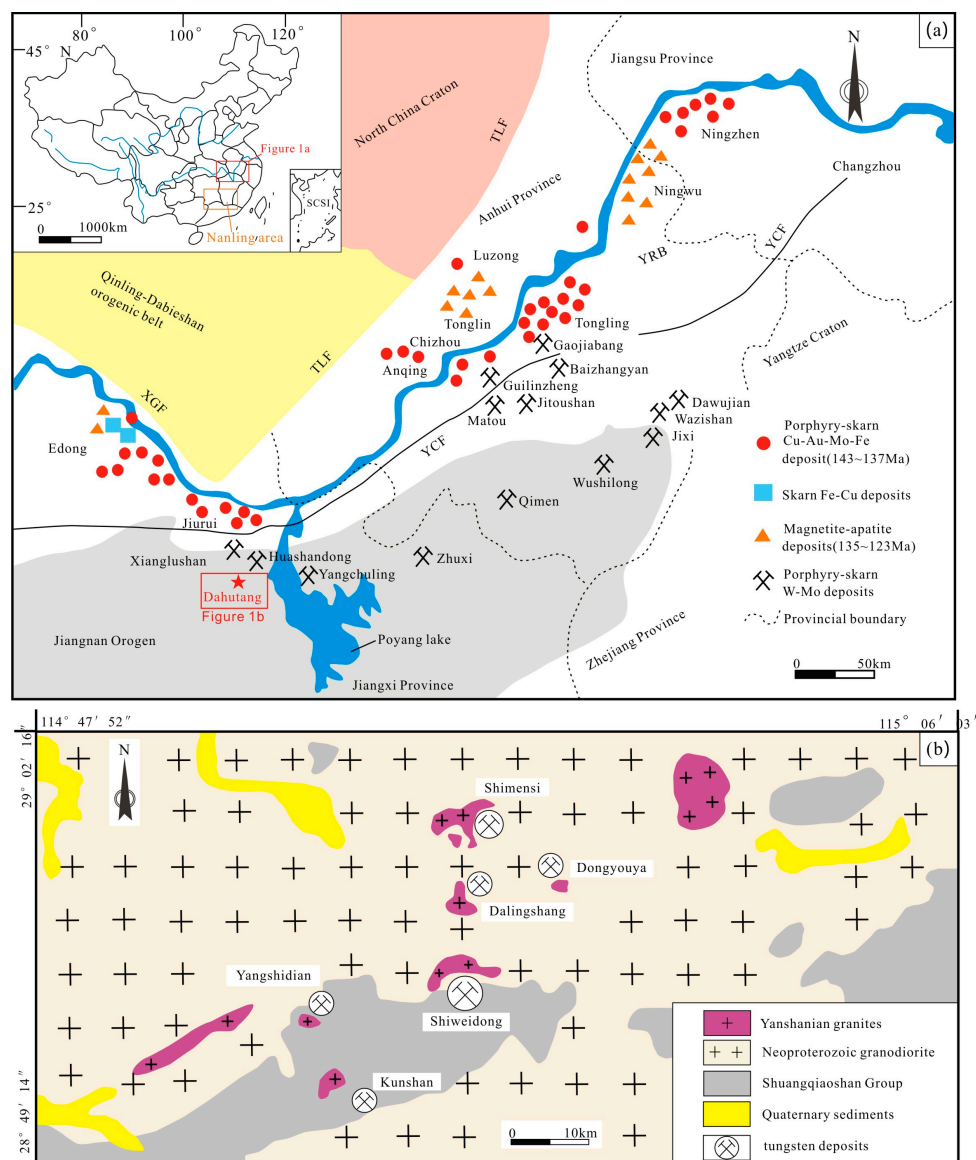 80°
100°
120°
(a)
45°
N
N
Jiangsu Province
North China Craton
TLF
Ningzhen
Figure 1a
Changzhou
Anhui Province
Ningwu
SCSI
25°
0
1000km
Nanling area
YRB
YCF
Luzong
Qinling-Dabieshan
orogenic belt
Tonglin
Tongling
Yangtze Craton
Chizhou
Gaojiabang
TLF
Anqing
Baizhangyan
Guilinzheng
XGF
Jitoushan
Dawujian
Matou
Wazishan
Edong
YCF
Jixi
Porphyry-skarn
Cu-Au-Mo-Fe
deposit(143~137Ma)
Wushilong
Skarn Fe-Cu deposits
Qimen
Jiurui
Magnetite-apatite
deposits(135~123Ma)
Xianglushan
Huashandong
Zhuxi
Yangchuling
Porphyry-skarn
W-Mo deposits
Dahutang
Figure 1b
Provincial boundary
Jiangnan Orogen
Poyang lake
Zhejiang Province
0
50km
Jiangxi Province
114° 47′ 52″
115° 06′ 03″
29° 02′ 16″
N
(b)
Shimensi
Dongyouya
Dalingshang
Yangshidian
Shiweidong
Yanshanian granites
Neoproterozoic granodiorite
Kunshan
Shuangqiaoshan Group
28° 49′ 14″
Quaternary sediments
0
10km
tungsten deposits